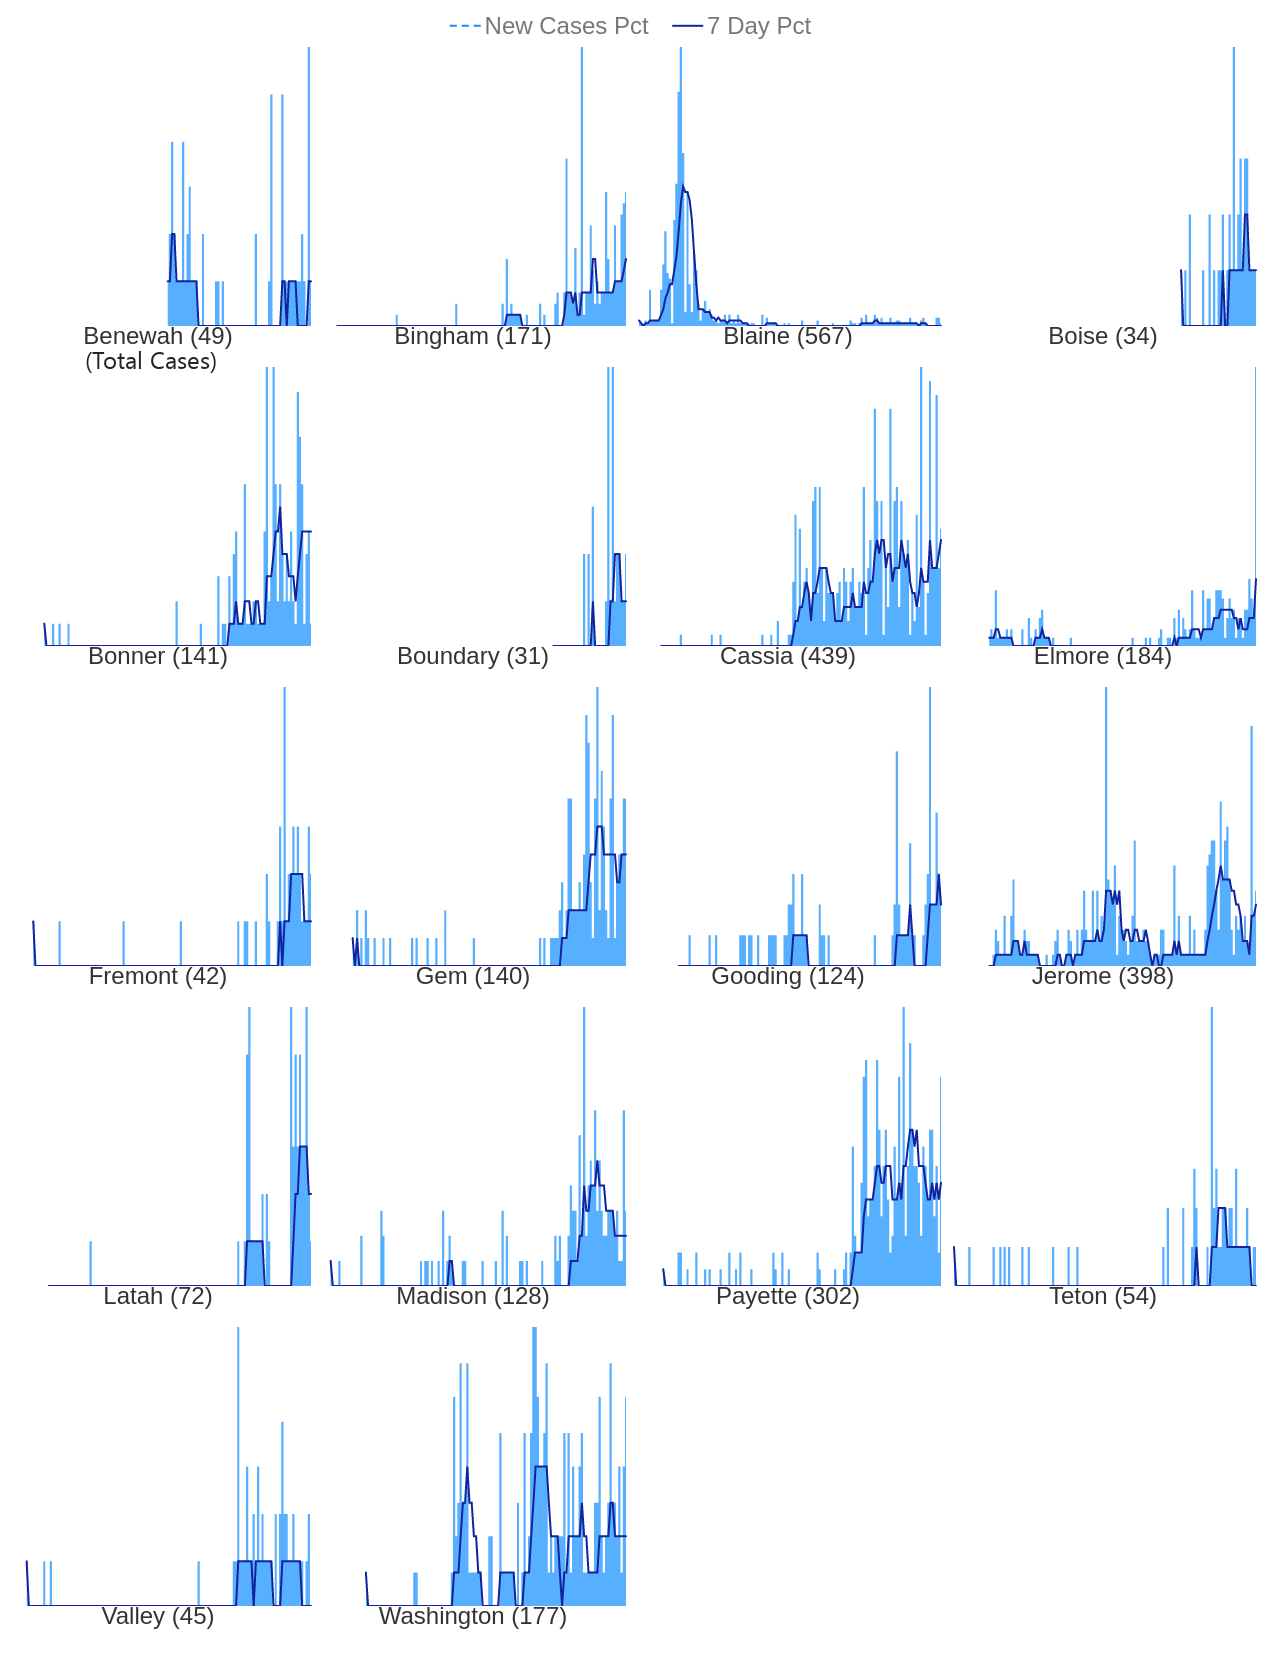 New Cases Pct 7 Day Pct
Benewah (49) Bingham (171) Blaine (567) Boise (34)
(Total Cases)
Bonner (141) Boundary (31) Cassia (439) Elmore (184)
Fremont (42) Gem (140) Gooding (124) Jerome (398)
Latah (72) Madison (128) Payette (302) Teton (54)
Valley (45) Washington (177)